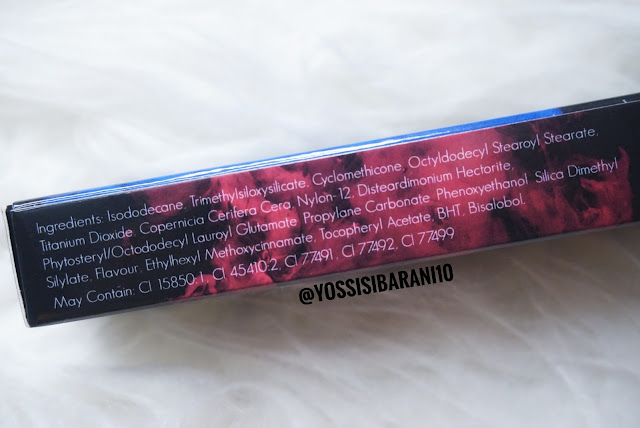 Ingredients: Isododecane, Trimethylsiloxysilicate, Cyclomethicone, Octyldodecyl Stearoyl Stearate,
Titanium Dioxide, Copernicia Cerifera Cera, Nylon-12, Disteardimonium Hectorite,
Phytosteryl/Octododecyl Lauroyl Glutamate Propylane Carbonate Phenoxyethanol Silica Dimethyl
Silylate, Flavour, Ethylhexyl Methoxycinnamate, Tocopheryl Acetate, BHT, Bisalobol.
May Contain: CI 15850:1, CI 45410:2, CI 77491, CI 77492, CI 77499
@YOSSISIBARANI10